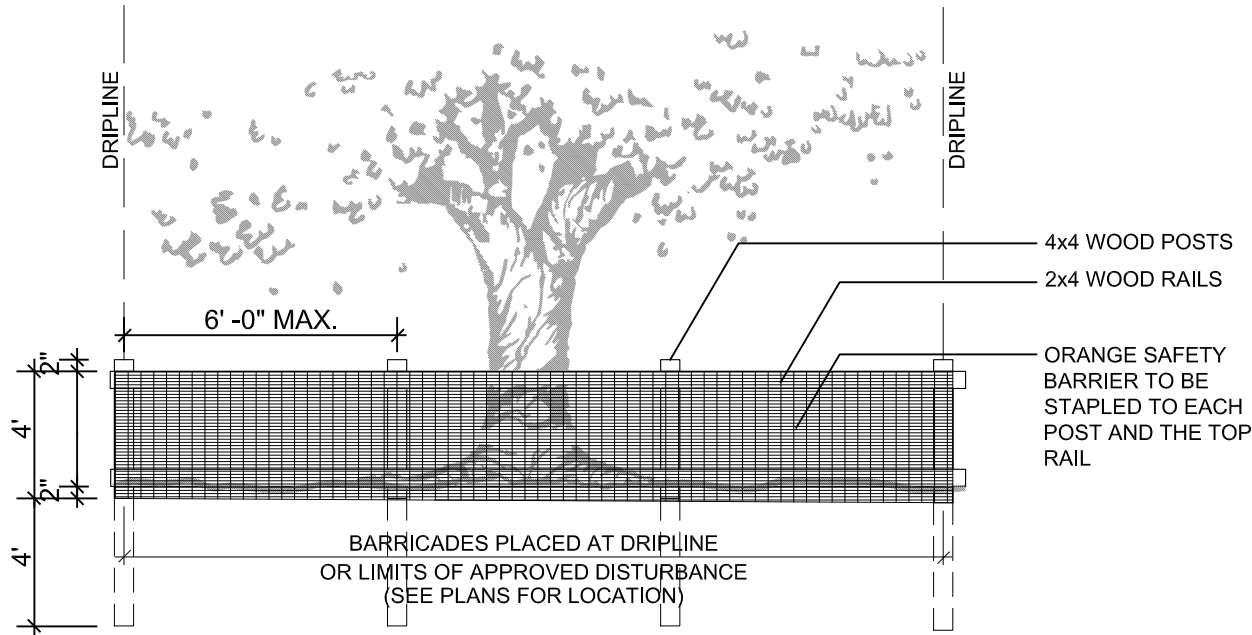 DRIPLINE
DRIPLINE
4x4 WOOD POSTS
2x4 WOOD RAILS
6' -0" MAX.
ORANGE SAFETY
BARRIER TO BE
STAPLED TO EACH
POST AND THE TOP
RAIL
2"
4'
2"
4'
BARRICADES PLACED AT DRIPLINE
OR LIMITS OF APPROVED DISTURBANCE
(SEE PLANS FOR LOCATION)